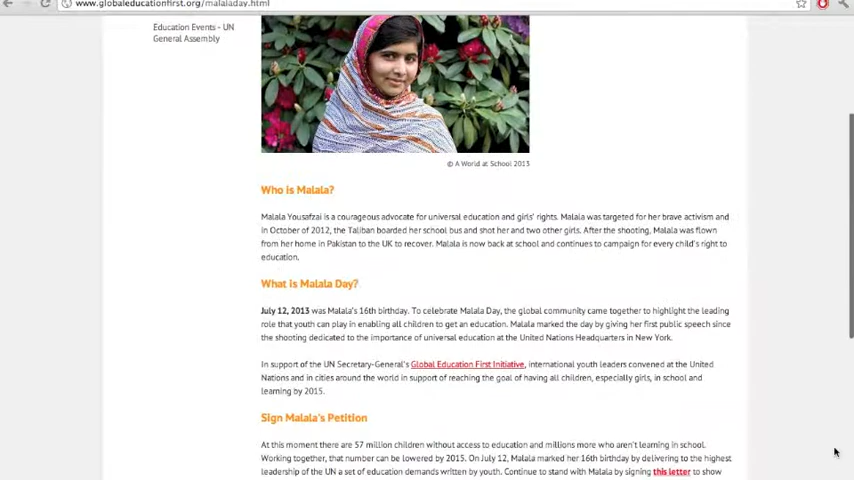 www.globaleducationfirst.org/malaladay.html
Education Events - UN
General Assembly
© A World at School 2013
Who is Malala?
Malala Yousafzai is a courageous advocate for universal education and girls' rights. Malala was targeted for her brave activism and
in October of 2012, the Taliban boarded her school bus and shot her and two other girls. After the shooting, Malala was flown
from her home in Pakistan to the UK to recover. Malala is now back at school and continues to campaign for every child's right to
education.
What is Malala Day?
July 12, 2013 was Malala's 16th birthday. To celebrate Malala Day, the global community came together to highlight the leading
role that youth can play in enabling all children to get an education. Malala marked the day by giving her first public speech since
the shooting dedicated to the importance of universal education at the United Nations Headquarters in New York.
In support of the UN Secretary-General's Global Education First Initiative, international youth leaders convened at the United
Nations and in cities around the world in support of reaching the goal of having all children, especially girls, in school and
learning by 2015.
Sign Malala's Petition
At this moment there are 57 million children without access to education and millions more who aren't learning in school.
Working together, that number can be lowered by 2015. On July 12, Malala marked her 16th birthday by delivering to the highest
leadership of the UN a set of education demands written by youth. Continue to stand with Malala by signing this letter to show